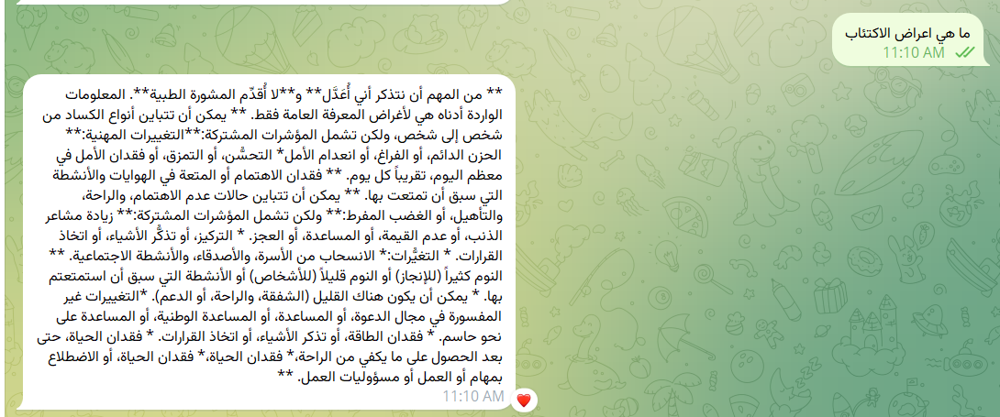 ما هي اعراض الاكتئاب
11:10 AM
** من المهم أن نتذكر أني أُعَدَّل** و**لا أُقدِّم المشورة الطبية**. المعلومات
الواردة أدناه هي لأغراض المعرفة العامة فقط. ** يمكن أن تتباين أنواع الكساد من
شخص إلى شخص، ولكن تشمل المؤشرات المشتركة:**التغييرات المهنية:**
الحزن الدائم، أو الفراغ، أو انعدام الأمل* التحسُّن، أو التمزق، أو فقدان الأمل في
معظم اليوم، تقريباً كل يوم. ** فقدان الاهتمام أو المتعة في الهوايات والأنشطة
التي سبق أن تمتعت بها. ** يمكن أن تتباين حالات عدم الاهتمام، والراحة،
والتأهيل، أو الغضب المفرط:** ولكن تشمل المؤشرات المشتركة:** زيادة مشاعر
الذنب، أو عدم القيمة، أو المساعدة، أو العجز. * التركيز، أو تذكُّر الأشياء، أو اتخاذ
القرارات. * التغيُّرات:* الانسحاب من الأسرة، والأصدقاء، والأنشطة الاجتماعية. **
النوم كثيراً (للإنجاز) أو النوم قليلاً (للأشخاص) أو الأنشطة التي سبق أن استمتعتم
بها. * يمكن أن يكون هناك القليل (الشفقة، والراحة، أو الدعم). *التغييرات غير
المفسورة في مجال الدعوة، أو المساعدة، أو المساعدة الوطنية، أو المساعدة على
نحو حاسم. * فقدان الطاقة، أو تذكر الأشياء، أو اتخاذ القرارات. * فقدان الحياة، حتى
بعد الحصول على ما يكفي من الراحة،* فقدان الحياة،* فقدان الحياة، أو الاضطلاع
بمهام أو العمل أو مسؤوليات العمل. **
11:10 AM